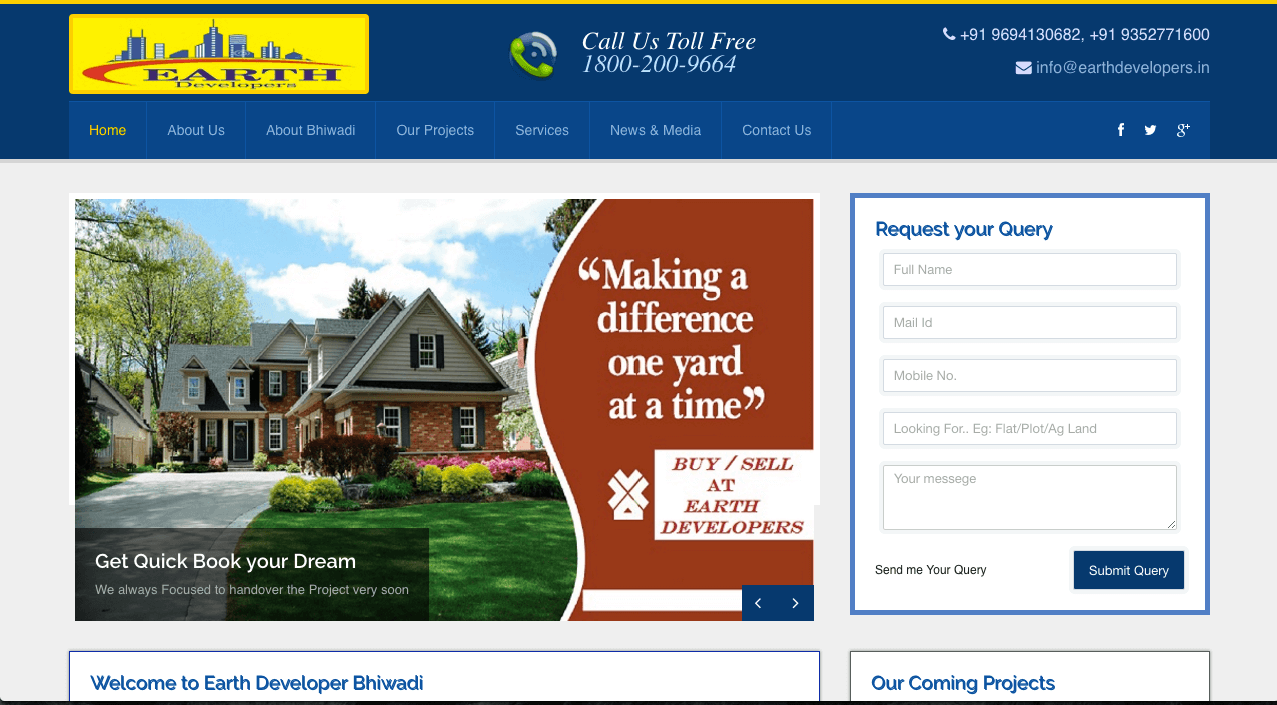 EARTH
Developers
Call Us Toll Free
1800-200-9664
+91 9694130682, +91 9352771600
info@earthdevelopers.in
Home
About Us
About Bhiwadi
Our Projects
Services
News & Media
Contact Us
“Making a
difference
one yard
at a time”
BUY / SELL
AT
EARTH
DEVELOPERS
Get Quick Book your Dream
We always Focused to handover the Project very soon
Request your Query
Full Name
Mail Id
Mobile No.
Looking For.. Eg: Flat/Plot/Ag Land
Your messege
Send me Your Query
Submit Query
Welcome to Earth Developer Bhiwadi
Our Coming Projects